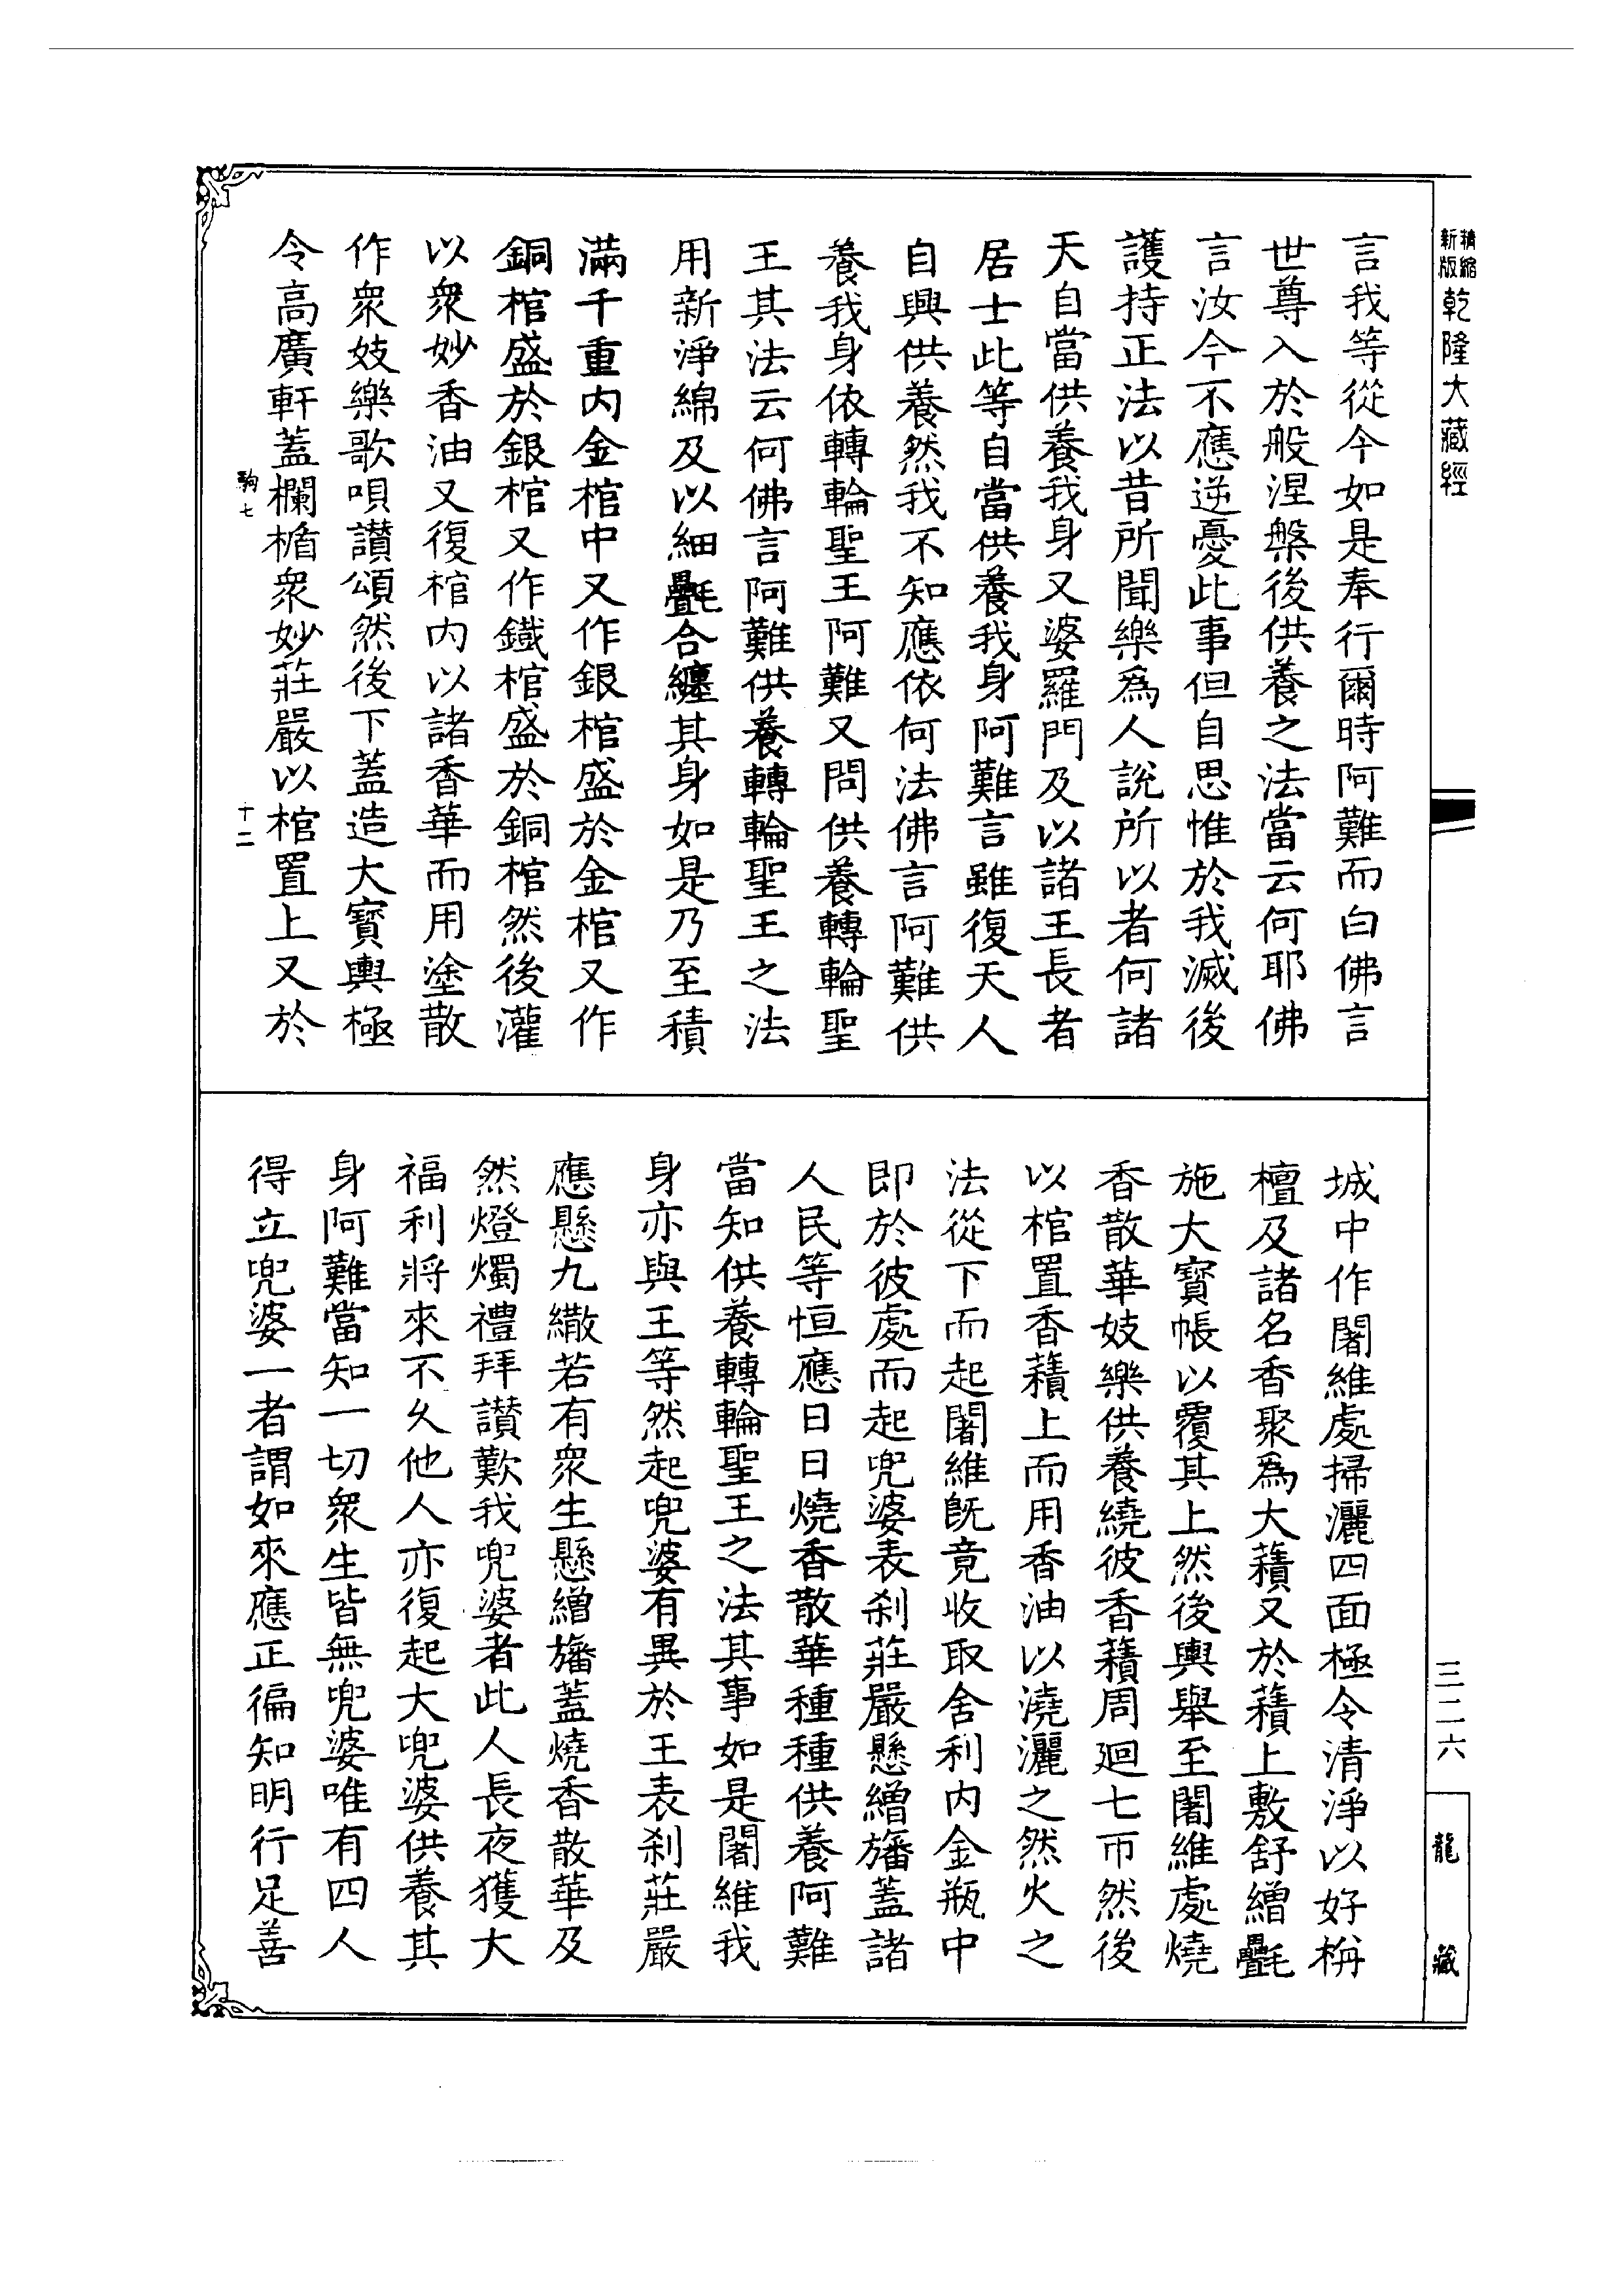 精縮新版乾隆大藏經
言我等從今如是奉行爾時阿難而白佛言
世尊入於般涅槃後供養之法當云何耶佛
言汝今不應逆憂此事但自思惟於我滅後
護持正法以昔所聞樂爲人說所以者何諸
天自當供養我身又婆羅門及以諸王長者
居士此等自當供養我身阿難言雖復天人
自興供養然我不知應依何法佛言阿難供
養我身依轉輪聖王阿難又問供養轉輪聖
王其法云何佛言阿難供養轉輪聖王之法
用新淨綿及以細㲲合纏其身如是乃至積
滿千重內金棺中又作銀棺盛於金棺又作
銅棺盛於銀棺又作鐵棺盛於銅棺然後灌
以衆妙香油又復棺內以諸香華而用塗散
作衆妓樂歌唄讚頌然後下蓋造大寶輿極
令高廣軒蓋欄楯衆妙莊嚴以棺置上又於
駒七
十二
城中作闍維處掃灑四面極令清淨以好栴
檀及諸名香聚爲大𧂐又於𧂐上敷舒繒㲲
施大寶帳以覆其上然後輿舉至闍維處燒
香散華妓樂供養繞彼香𧂐周迴七帀然後
以棺置香𧂐上而用香油以澆灑之然火之
法從下而起闍維旣竟收取舍利內金瓶中
即於彼處而起兜婆表刹莊嚴懸繒旛蓋諸
人民等恒應日日燒香散華種種供養阿難
當知供養轉輪聖王之法其事如是闍維我
身亦與王等然起兜婆有異於王表刹莊嚴
應懸九繖若有衆生懸繒旛蓋燒香散華及
然燈燭禮拜讚歎我兜婆者此人長夜獲大
福利將來不久他人亦復起大兜婆供養其
身阿難當知一切衆生皆無兜婆唯有四人
得立兜婆一者謂如來應正徧知明行足善
三二六
龍藏